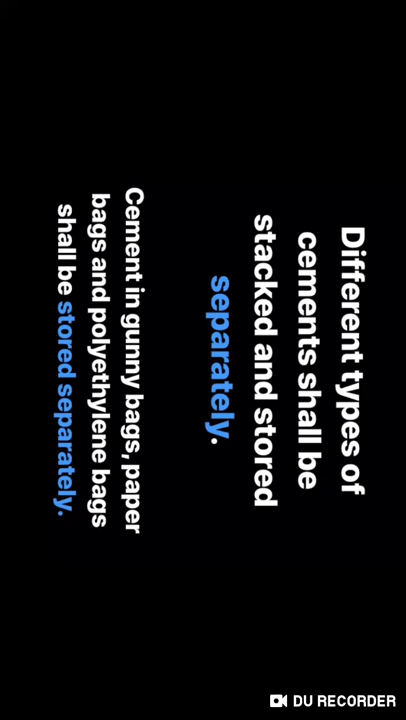 Different types of
cements shall be
stacked and stored
separately.
Cement in gunny bags, paper
bags and polyethylene bags
shall be stored separately.
DU RECORDER